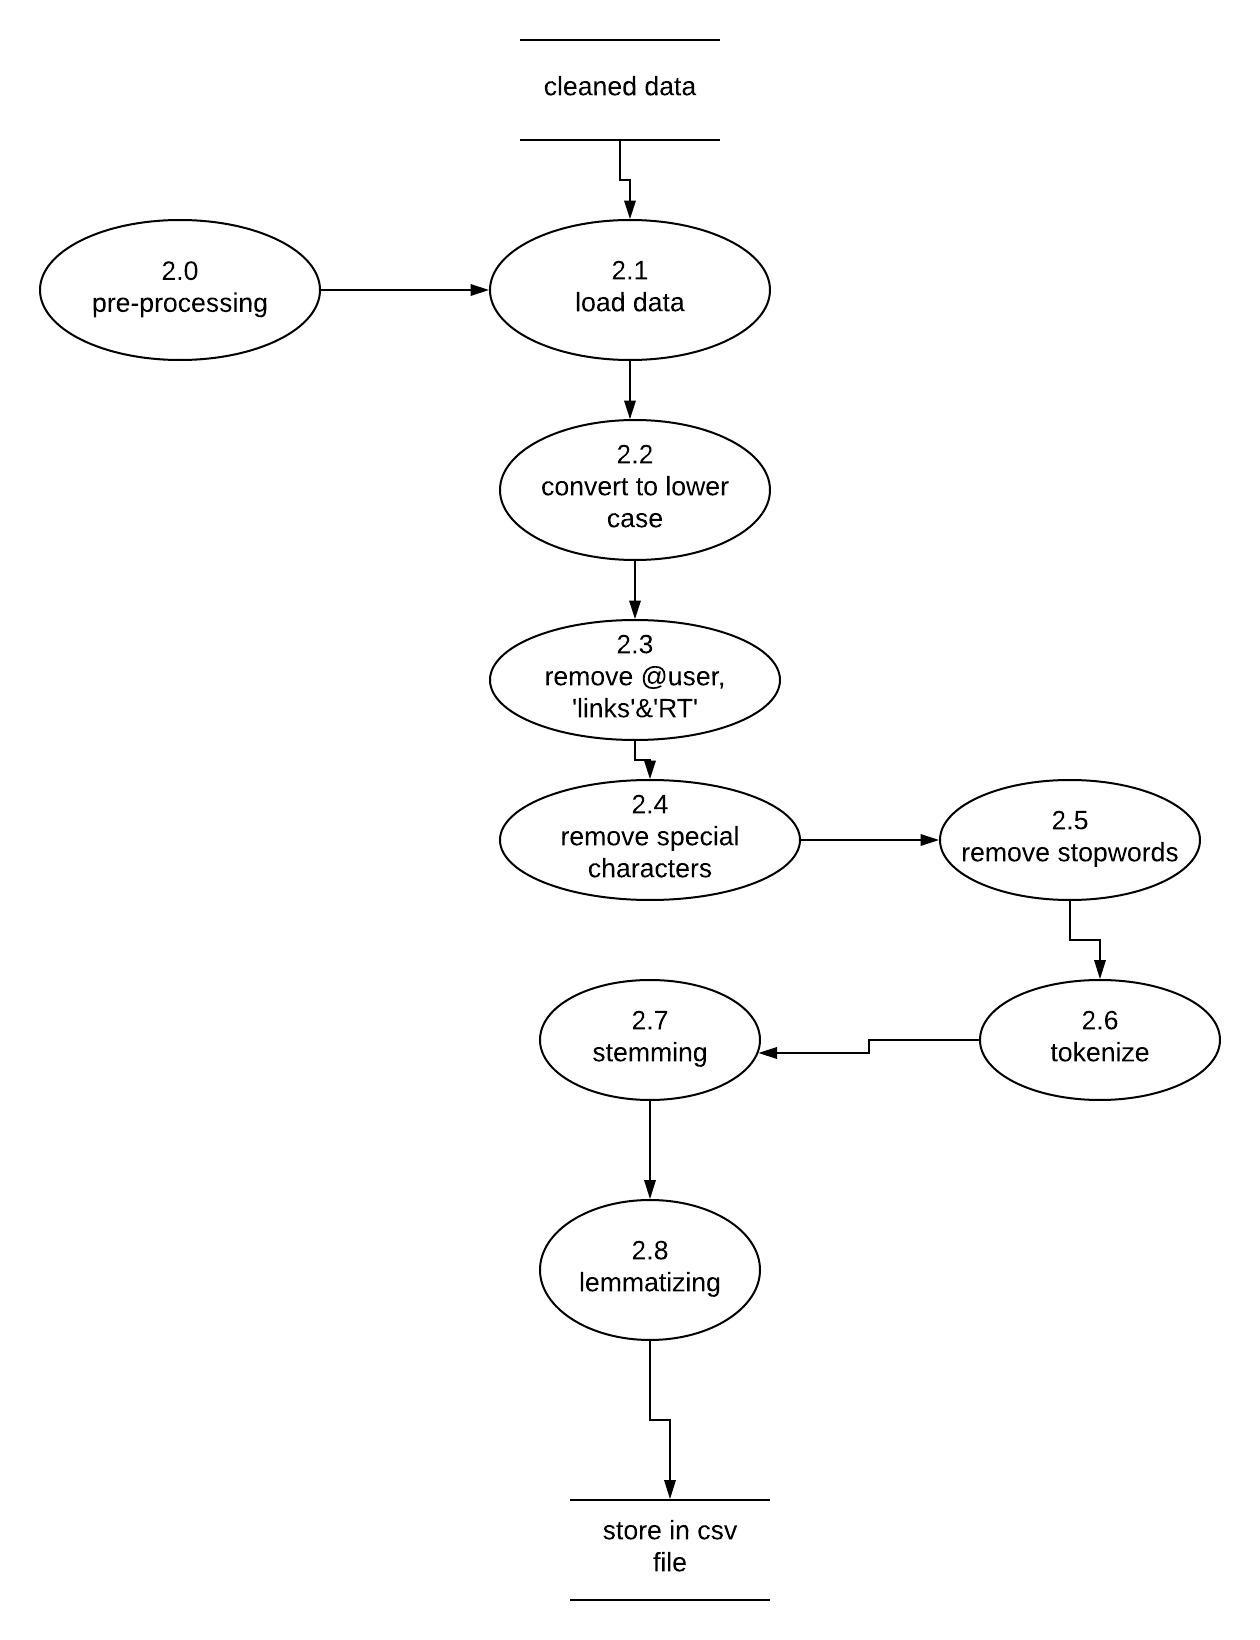 cleaned data
2.0
pre-processing
2.1
load data
2.2
convert to lower
case
2.3
remove @user,
'links'&'RT'
2.4
remove special
characters
2.5
remove stopwords
2.6
tokenize
2.7
stemming
2.8
lemmatizing
store in csv
file